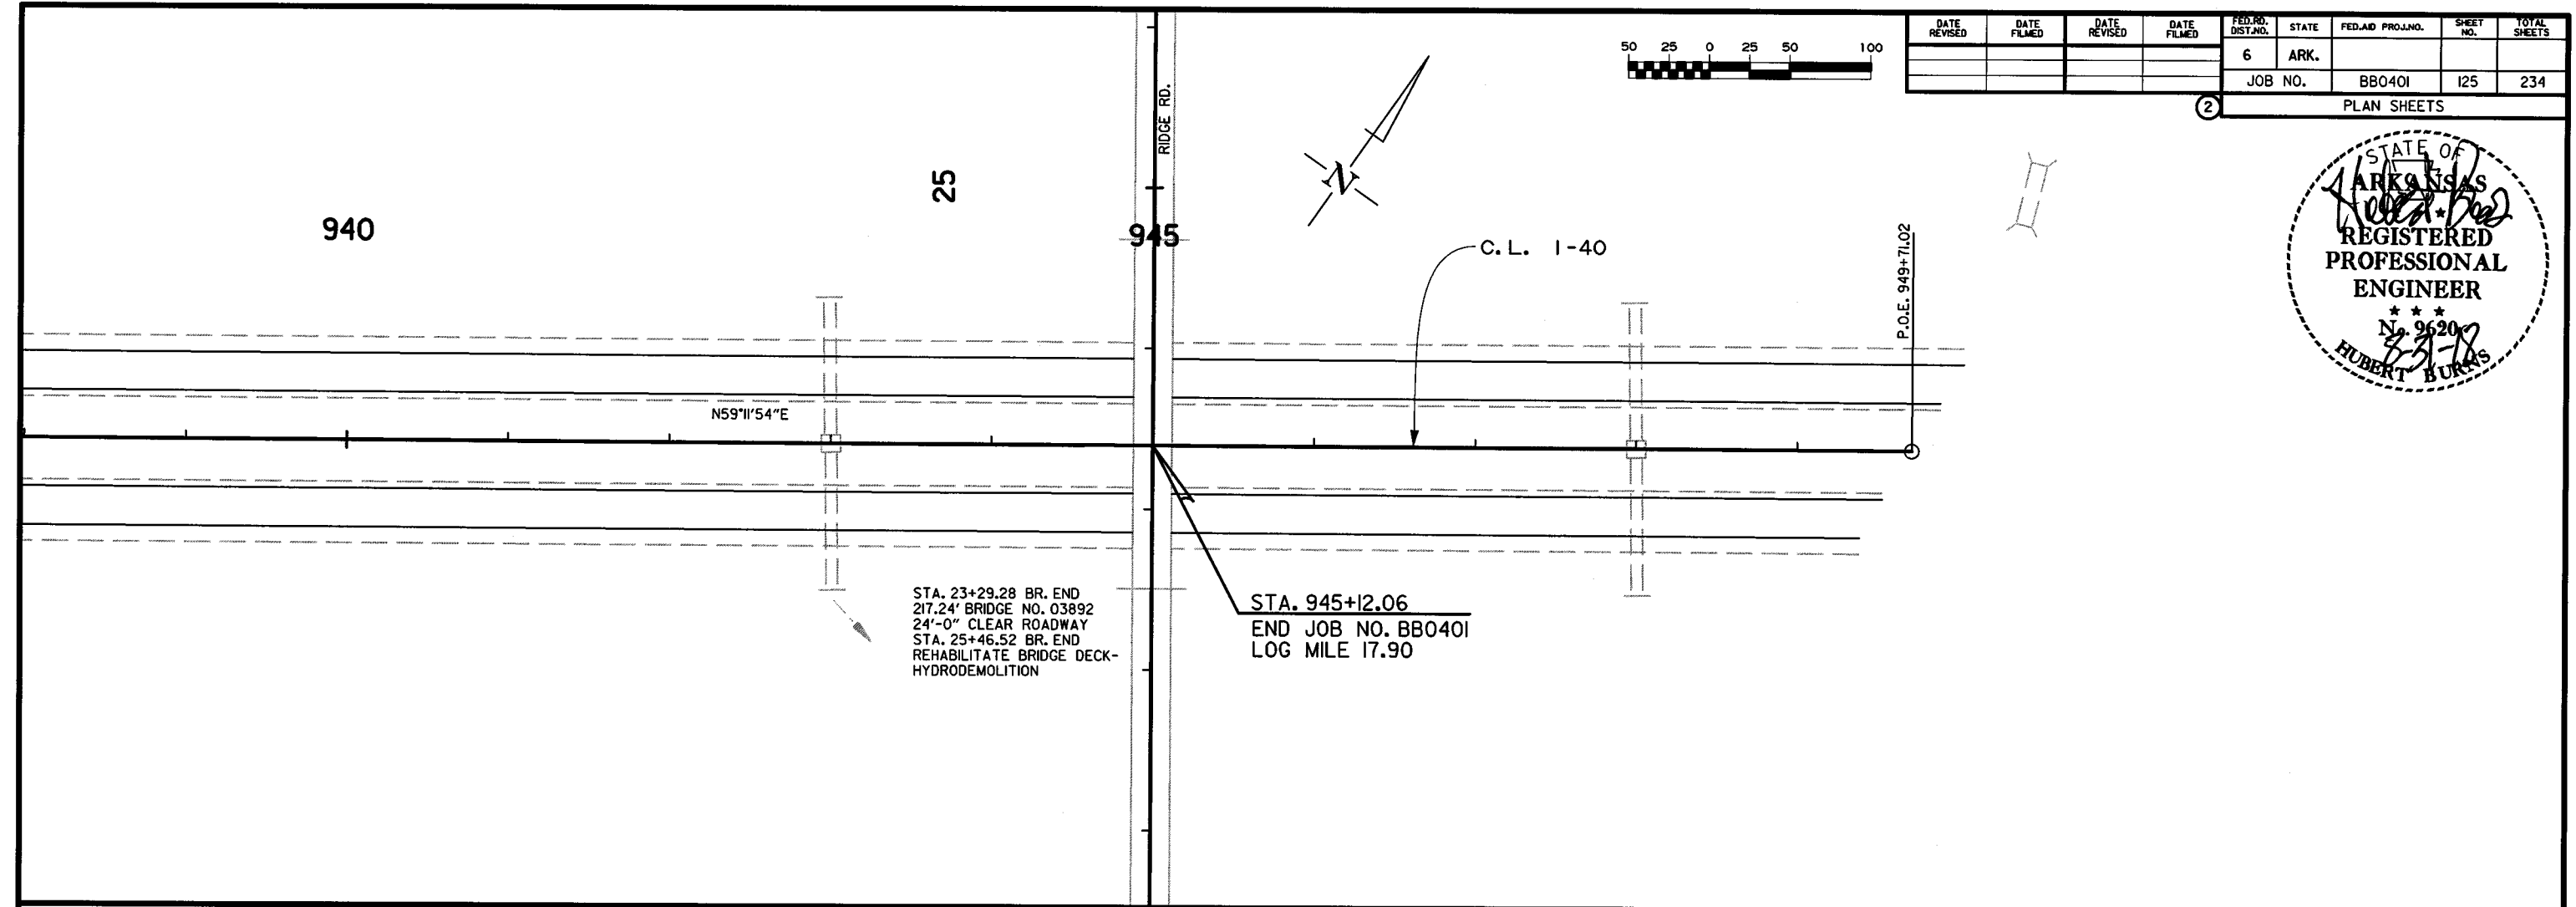 50 25 0 25 50 100
DATE REVISED DATE FILMED DATE REVISED DATE FILMED FED.RD. DIST.NO. STATE FED.AID PROJ.NO. SHEET NO. TOTAL SHEETS
6 ARK.
JOB NO. BB0401 125 234
2 PLAN SHEETS
STATE OF
ARKANSAS
REGISTERED
PROFESSIONAL
ENGINEER
No. 9620
8-31-18
HUBERT BURNS
RIDGE RD.
N
25
940
945
C.L. I-40
P.O.E. 949+71.02
N59°11'54"E
STA. 23+29.28 BR. END
217.24' BRIDGE NO. 03892
24'-0" CLEAR ROADWAY
STA. 25+46.52 BR. END
REHABILITATE BRIDGE DECK-
HYDRODEMOLITION
STA. 945+12.06
END JOB NO. BB0401
LOG MILE 17.90